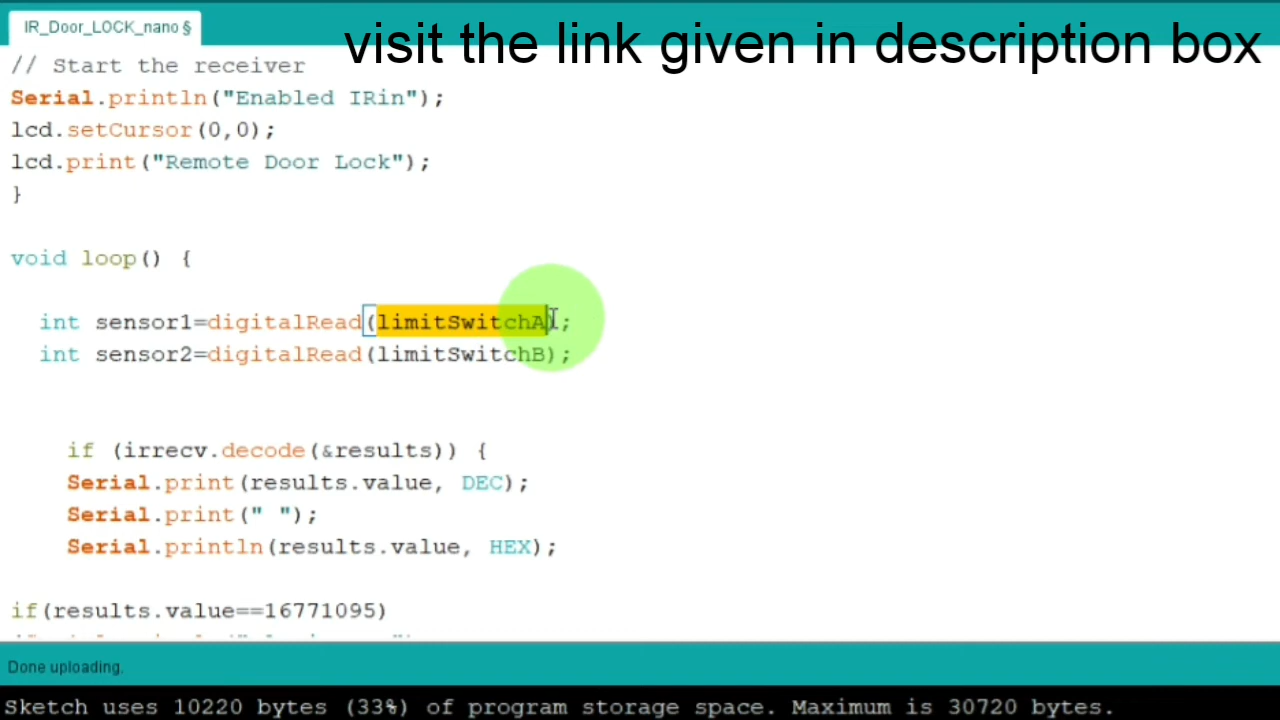 IR_Door_LOCK_nano §
visit the link given in description box
// Start the receiver
Serial.println("Enabled IRin");
lcd.setCursor(0,0);
lcd.print("Remote Door Lock");
}
void loop() {
int sensor1=digitalRead(limitSwitchA);
int sensor2=digitalRead(limitSwitchB);
if (irrecv.decode(&results)) {
Serial.print(results.value, DEC);
Serial.print(" ");
Serial.println(results.value, HEX);
if(results.value==16771095)
Done uploading.
Sketch uses 10220 bytes (33%) of program storage space. Maximum is 30720 bytes.